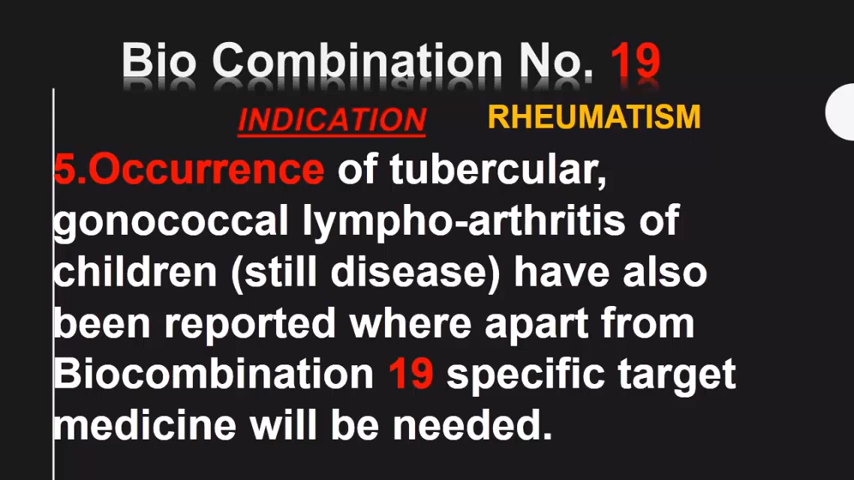 Bio Combination No. 19
INDICATION RHEUMATISM
5.Occurrence of tubercular,
gonococcal lympho-arthritis of
children (still disease) have also
been reported where apart from
Biocombination 19 specific target
medicine will be needed.